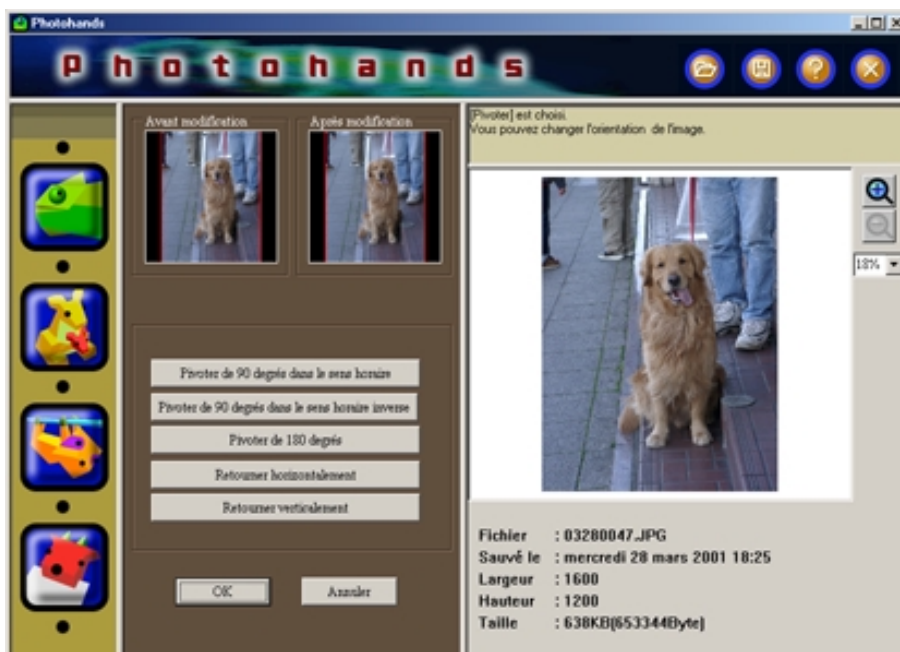 Photohands
Photohands
Avant modification
Après modification
[Pivoter] est choisi.
Vous pouvez changer l'orientation de l'image.
18%
Pivoter de 90 degrés dans le sens horaire
Pivoter de 90 degrés dans le sens horaire inverse
Pivoter de 180 degrés
Retourner horizontalement
Retourner verticalement
OK
Annuler
Fichier : 03280047.JPG
Sauvé le : mercredi 28 mars 2001 18:25
Largeur : 1600
Hauteur : 1200
Taille : 638KB(653344Byte)